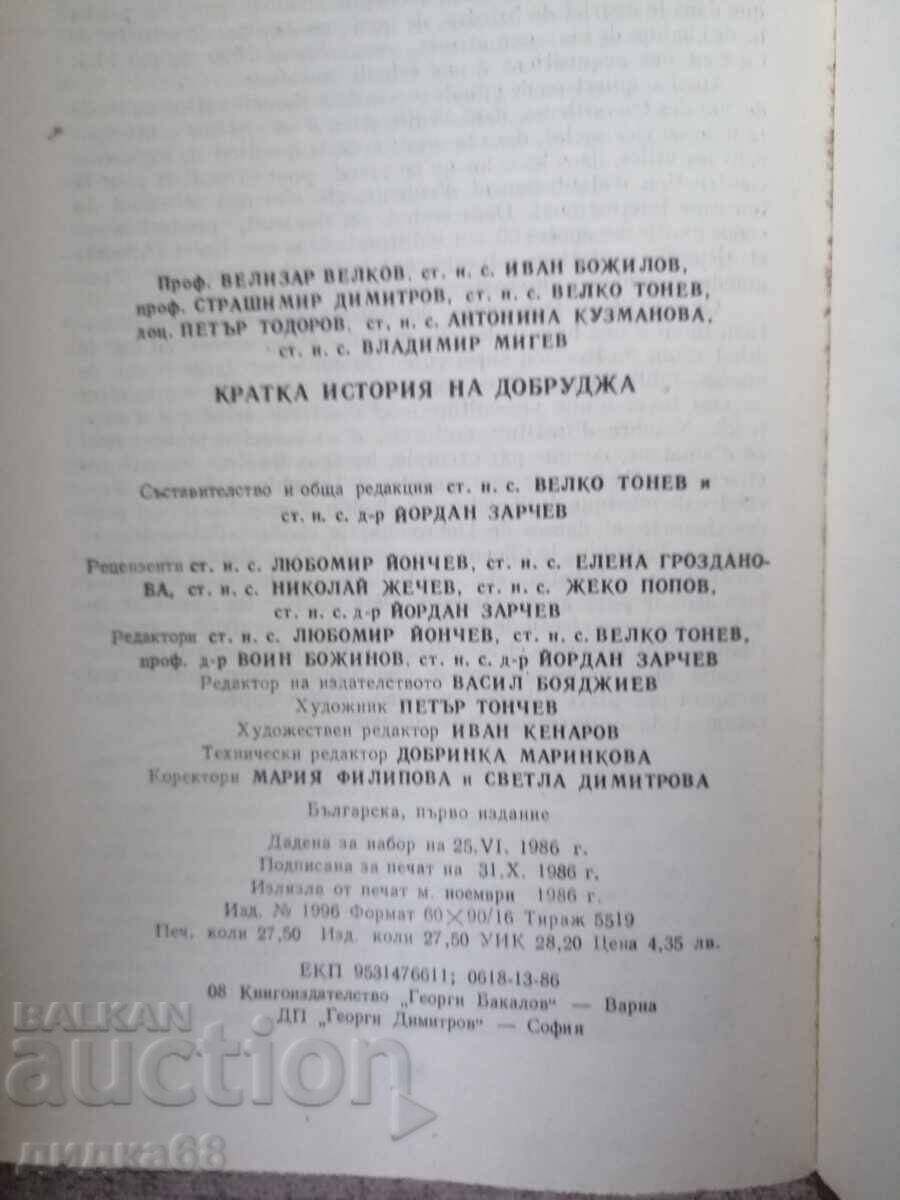 Проф. ВЕЛИЗАР ВЕЛКОВ, ст. н. с. ИВАН БОЖИЛОВ,
проф. СТРАШИМИР ДИМИТРОВ, ст. н. с. ВЕЛКО ТОНЕВ,
доц. ПЕТЪР ТОДОРОВ, ст. н. с. АНТОНИНА КУЗМАНОВА,
ст. н. с. ВЛАДИМИР МИГЕВ
КРАТКА ИСТОРИЯ НА ДОБРУДЖА
Съставителство и обща редакция ст. н. с. ВЕЛКО ТОНЕВ и
ст. н. с. д-р ЙОРДАН ЗАРЧЕВ
Рецензенти ст. н. с. ЛЮБОМИР ЙОНЧЕВ, ст. н. с. ЕЛЕНА ГРОЗДАНО-
ВА, ст. н. с. НИКОЛАЙ ЖЕЧЕВ, ст. н. с. ЖЕКО ПОПОВ,
ст. н. с. д-р ЙОРДАН ЗАРЧЕВ
Редактори ст. н. с. ЛЮБОМИР ЙОНЧЕВ, ст. н. с. ВЕЛКО ТОНЕВ,
проф. д-р ВОИН БОЖИНОВ, ст. н. с. д-р ЙОРДАН ЗАРЧЕВ
Редактор на издателството ВАСИЛ БОЯДЖИЕВ
Художник ПЕТЪР ТОНЧЕВ
Художествен редактор ИВАН КЕНАРОВ
Технически редактор ДОБРИНКА МАРИНКОВА
Коректори МАРИЯ ФИЛИПОВА и СВЕТЛА ДИМИТРОВА
Българска, първо издание
Дадена за набор на 25.VI. 1986 г.
Подписана за печат на 31.X. 1986 г.
Излязла от печат м. ноември 1986 г.
Изд. № 1996 Формат 60×90/16 Тираж 5519
Печ. коли 27,50 Изд. коли 27,50 УИК 28,20 Цена 4,35 лв.
ЕКП 9531476611; 0618-13-86
08 Книгоиздателство „Георги Бакалов“ — Варна
ДП „Георги Димитров“ — София
BALKAN
auction
лилка68